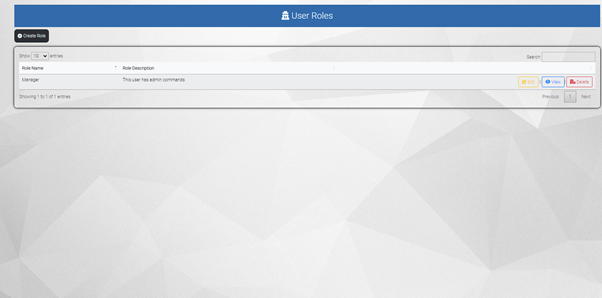 User Roles
Create Role
Show 10 entries
Search:
Role Name Role Description
Manager This user has admin commands
Edit View Delete
Showing 1 to 1 of 1 entries
Previous 1 Next